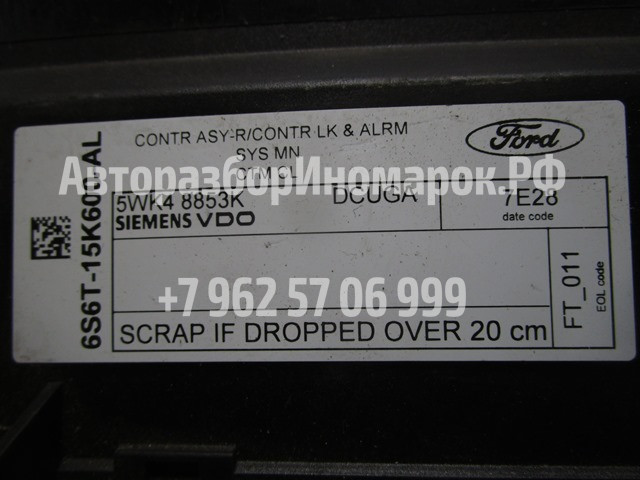 CONTR ASY-R/CONTR LK & ALRM
SYS MN
Ford
АвторазборИномарок.РФ
6S6T-15K600-AL
5WK4 8853K
DCUGA
7E28
SIEMENS VDO
date code
+7 962 57 06 999
FT_011
EOL code
SCRAP IF DROPPED OVER 20 cm